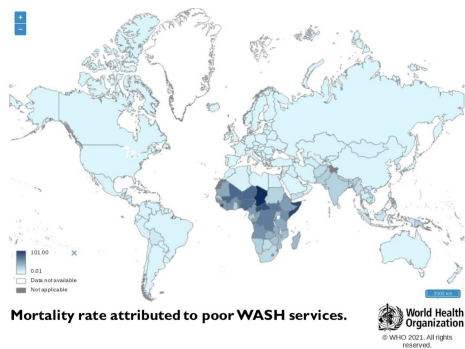 +
−
101.00
0.01
Data not available
Not applicable
Mortality rate attributed to poor WASH services.
World Health
Organization
© WHO 2021. All rights
reserved.